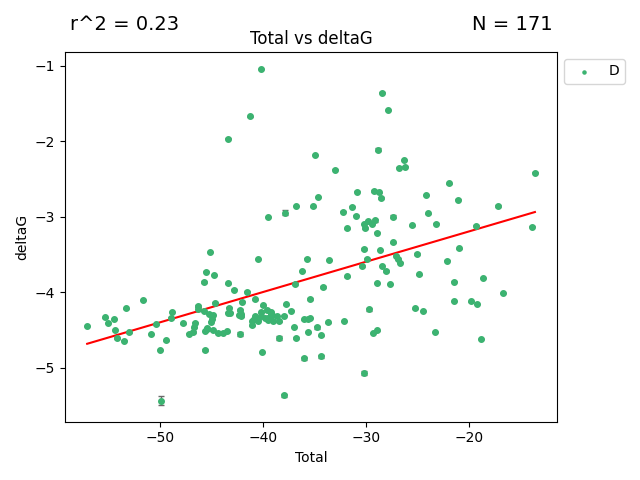 r^2 = 0.23
N = 171
Total vs deltaG
D
deltaG
−1
−2
−3
−4
−5
−50
−40
−30
−20
Total